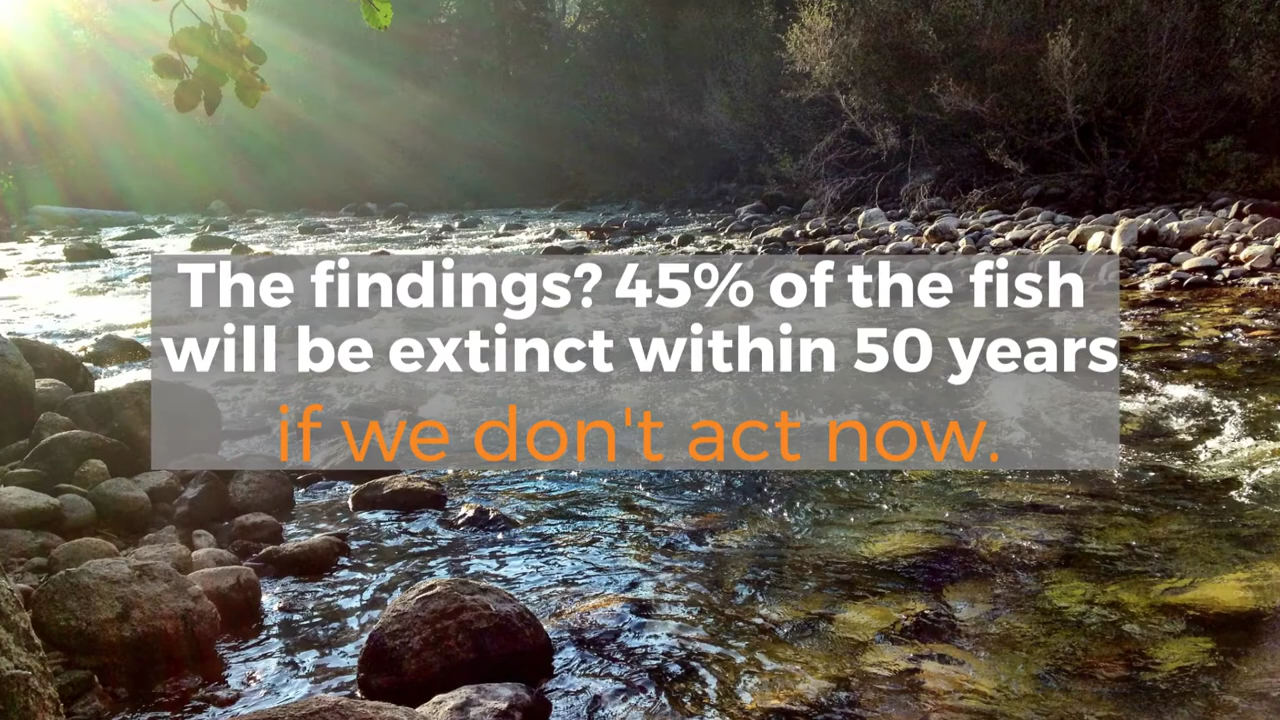 The findings? 45% of the fish
will be extinct within 50 years
if we don't act now.